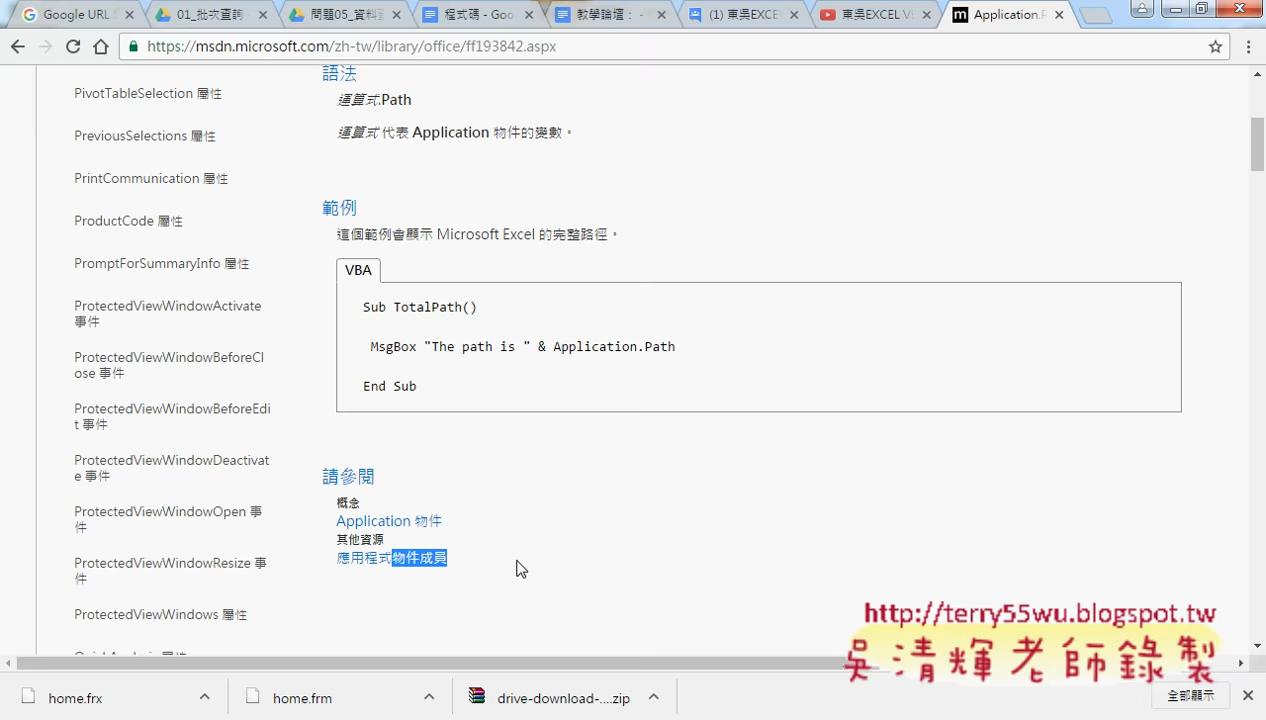 Google URL S
01_批次查詢
問題05_資料
程式碼 - Goo
教學論壇： -
(1) 東吳EXCE
東吳EXCEL V
Application.P
https://msdn.microsoft.com/zh-tw/library/office/ff193842.aspx
PivotTableSelection 屬性
PreviousSelections 屬性
PrintCommunication 屬性
ProductCode 屬性
PromptForSummaryInfo 屬性
ProtectedViewWindowActivate
事件
ProtectedViewWindowBeforeCl
ose 事件
ProtectedViewWindowBeforeEdi
t 事件
ProtectedViewWindowDeactivat
e 事件
ProtectedViewWindowOpen 事
件
ProtectedViewWindowResize 事
件
ProtectedViewWindows 屬性
語法
運算式.Path
運算式 代表 Application 物件的變數。
範例
這個範例會顯示 Microsoft Excel 的完整路徑。
VBA
Sub TotalPath()
MsgBox "The path is " & Application.Path
End Sub
請參閱
概念
Application 物件
其他資源
應用程式物件成員
http://terry55wu.blogspot.tw
吳清輝老師錄製
home.frx
home.frm
drive-download-....zip
全部顯示